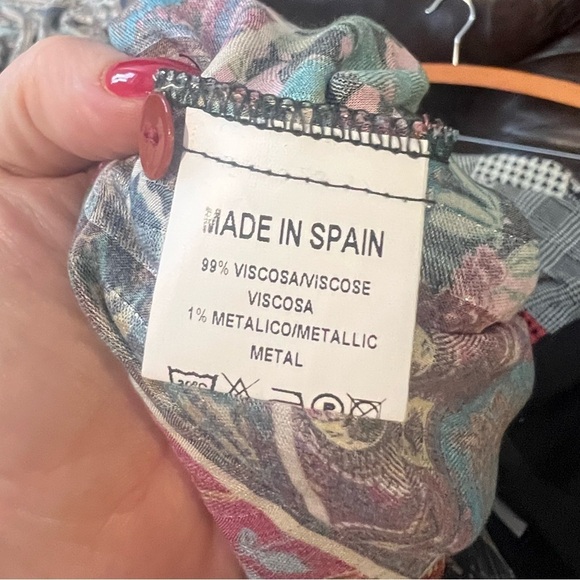 MADE IN SPAIN
99% VISCOSA/VISCOSE
VISCOSA
1% METALICO/METALLIC
METAL
P